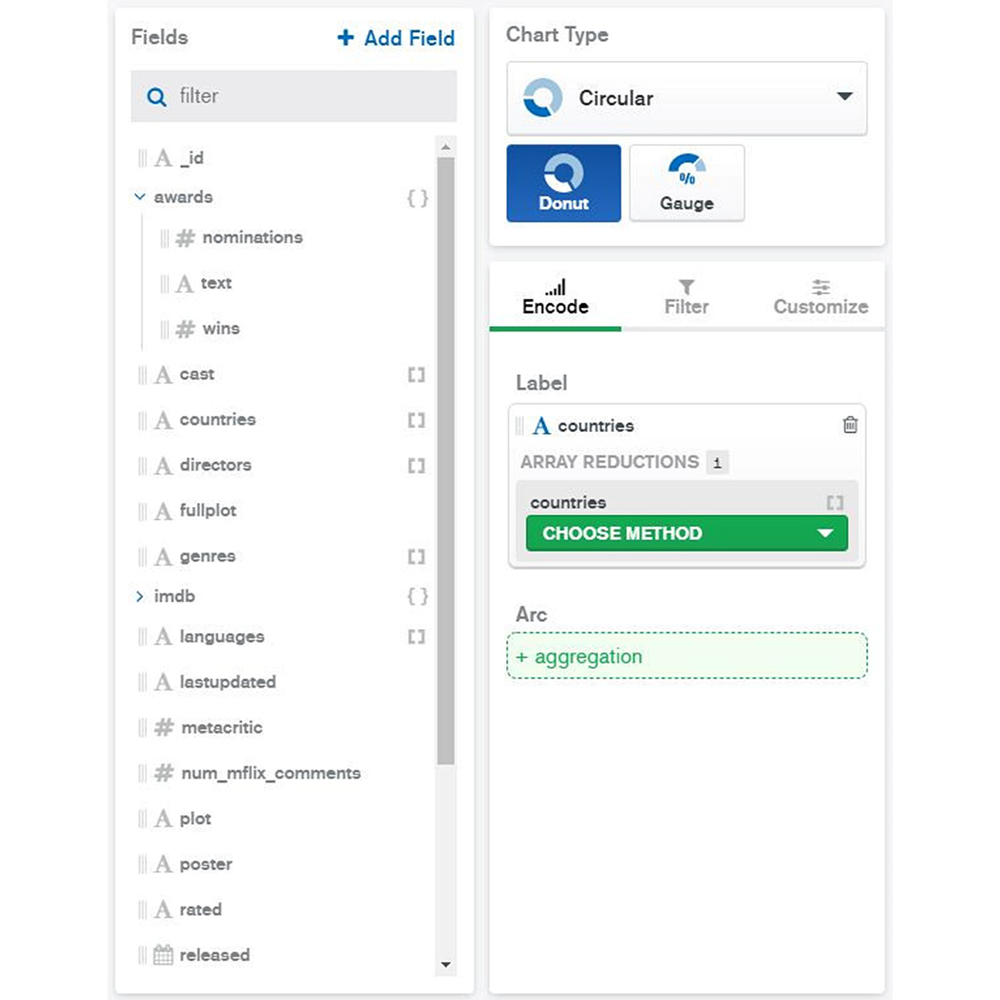 Fields
+ Add Field
filter
A _id
awards { }
# nominations
A text
# wins
A cast [ ]
A countries [ ]
A directors [ ]
A fullplot
A genres [ ]
> imdb { }
A languages [ ]
A lastupdated
# metacritic
# num_mflix_comments
A plot
A poster
A rated
released
Chart Type
Circular
Donut
%
Gauge
Encode
Filter
Customize
Label
A countries
ARRAY REDUCTIONS 1
countries [ ]
CHOOSE METHOD
Arc
+ aggregation